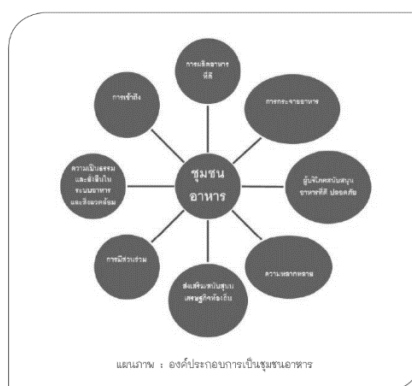 การผลิตอาหาร
ที่ดี
การกระจายอาหาร
ผู้บริโภคสนับสนุน
อาหารที่ดี ปลอดภัย
ความหลากหลาย
ส่งเสริม/สนับสนุน
เศรษฐกิจท้องถิ่น
การมีส่วนร่วม
ความเป็นธรรม
และยั่งยืนใน
ระบบอาหาร
และสิ่งแวดล้อม
การเข้าถึง
ชุมชน
อาหาร
แผนภาพ : องค์ประกอบการเป็นชุมชนอาหาร